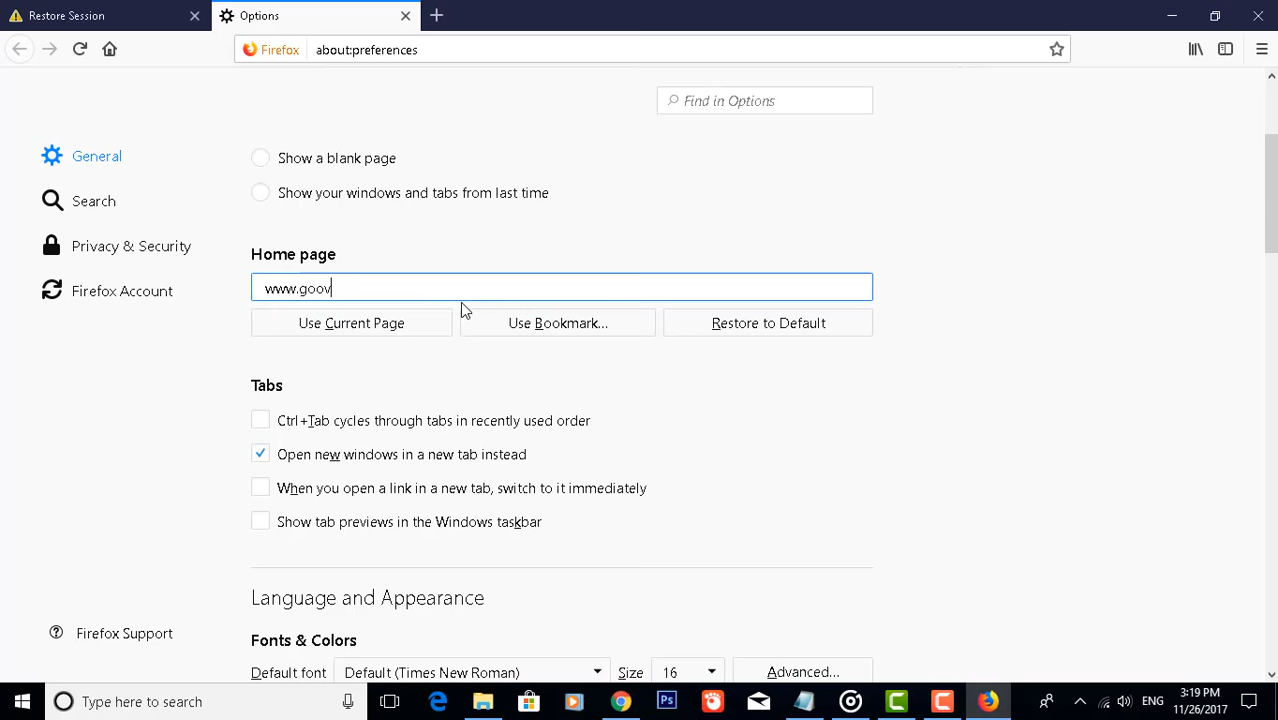 Restore Session
Options
Firefox
about:preferences
Find in Options
General
Search
Privacy & Security
Firefox Account
Firefox Support
Show a blank page
Show your windows and tabs from last time
Home page
www.goov
Use Current Page
Use Bookmark...
Restore to Default
Tabs
Ctrl+Tab cycles through tabs in recently used order
Open new windows in a new tab instead
When you open a link in a new tab, switch to it immediately
Show tab previews in the Windows taskbar
Language and Appearance
Fonts & Colors
Default font
Default (Times New Roman)
Size
16
Advanced...
Type here to search
Ps
ENG
3:19 PM
11/26/2017